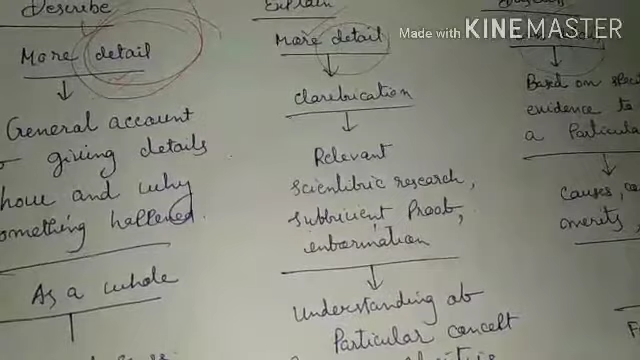 Describe
More detail
General account
giving details
how and why
something happened.
As a whole
Explain
More detail
clarification
Relevant
scientific research,
sufficient Proof,
information
Understanding of
Particular concept
Made with KINEMASTER
Based on
evidence to
a Particular
causes,
merits,